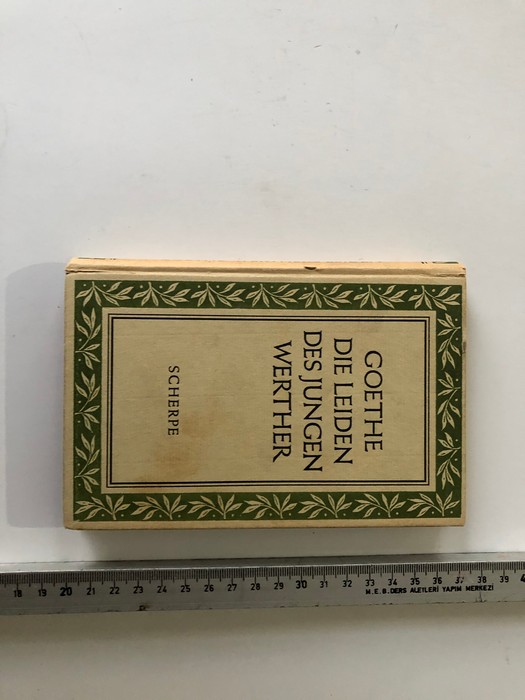 GOETHE
DIE LEIDEN
DES JUNGEN
WERTHER
SCHERPE
18 19 20 21 22 23 24 25 26 27 28 29 30 31 32 33 34 35 36 37 38 39
M.E.B. DERS ALETLERİ YAPIM MERKEZİ